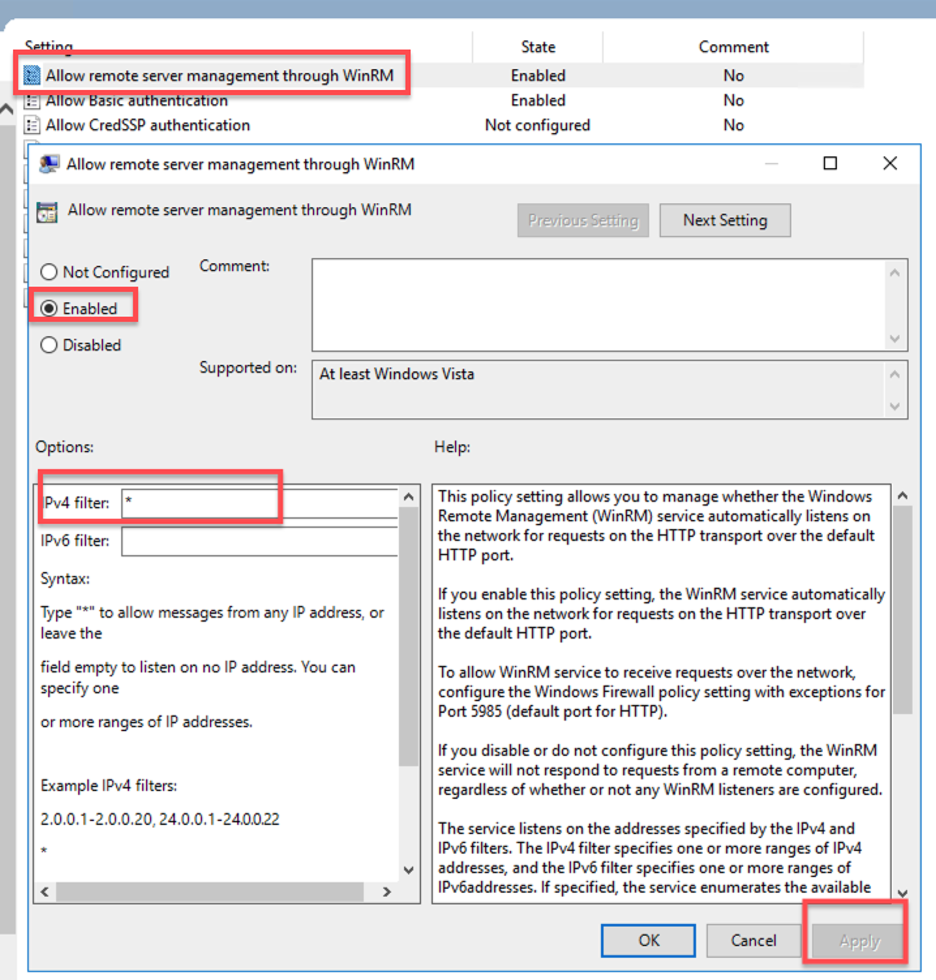 Setting State Comment
Allow remote server management through WinRM Enabled No
Allow Basic authentication Enabled No
Allow CredSSP authentication Not configured No
Allow remote server management through WinRM
Allow remote server management through WinRM
Previous Setting Next Setting
Not Configured Comment:
Enabled
Disabled
Supported on: At least Windows Vista
Options:
Help:
IPv4 filter: *
IPv6 filter:
Syntax:
Type "*" to allow messages from any IP address, or
leave the
field empty to listen on no IP address. You can
specify one
or more ranges of IP addresses.
Example IPv4 filters:
2.0.0.1-2.0.0.20, 24.0.0.1-24.0.0.22
*
This policy setting allows you to manage whether the Windows
Remote Management (WinRM) service automatically listens on
the network for requests on the HTTP transport over the default
HTTP port.
If you enable this policy setting, the WinRM service automatically
listens on the network for requests on the HTTP transport over
the default HTTP port.
To allow WinRM service to receive requests over the network,
configure the Windows Firewall policy setting with exceptions for
Port 5985 (default port for HTTP).
If you disable or do not configure this policy setting, the WinRM
service will not respond to requests from a remote computer,
regardless of whether or not any WinRM listeners are configured.
The service listens on the addresses specified by the IPv4 and
IPv6 filters. The IPv4 filter specifies one or more ranges of IPv4
addresses, and the IPv6 filter specifies one or more ranges of
IPv6addresses. If specified, the service enumerates the available
OK Cancel Apply